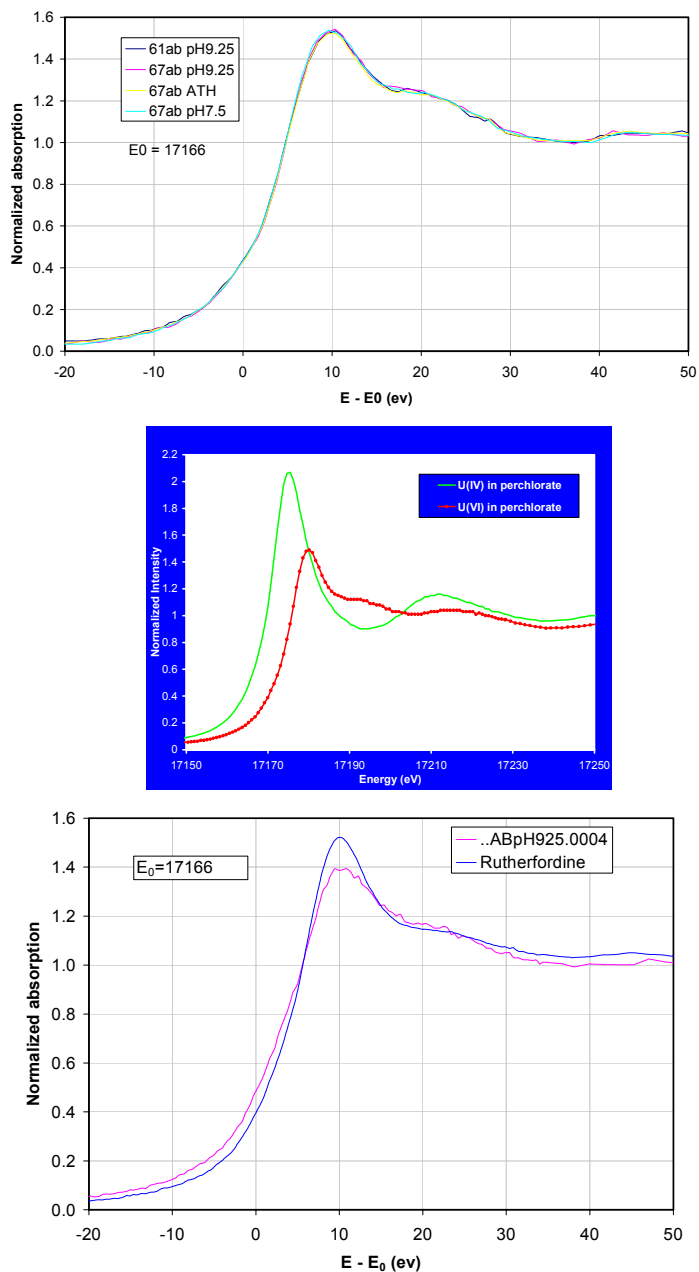 1.6
1.4
1.2
1.0
0.8
0.6
0.4
0.2
0.0
Normalized absorption
61ab pH9.25
67ab pH9.25
67ab ATH
67ab pH7.5
E0 = 17166
-20 -10 0 10 20 30 40 50
E - E0 (ev)
2.2
2
1.8
1.6
1.4
1.2
1
0.8
0.6
0.4
0.2
0
Normalized Intensity
U(IV) in perchlorate
U(VI) in perchlorate
17150 17170 17190 17210 17230 17250
Energy (eV)
1.6
1.4
1.2
1.0
0.8
0.6
0.4
0.2
0.0
Normalized absorption
E₀=17166
..ABpH925.0004
Rutherfordine
-20 -10 0 10 20 30 40 50
E - E₀ (ev)